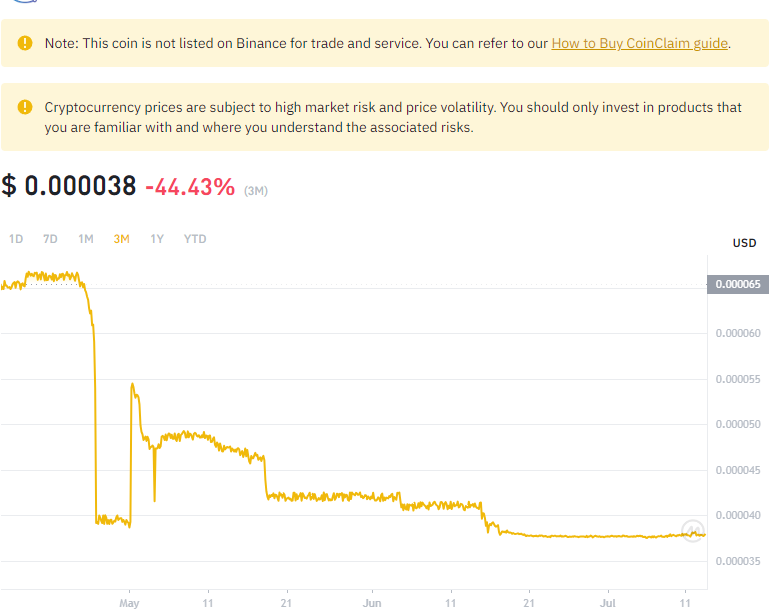 Note: This coin is not listed on Binance for trade and service. You can refer to our How to Buy CoinClaim guide.
Cryptocurrency prices are subject to high market risk and price volatility. You should only invest in products that
you are familiar with and where you understand the associated risks.
$ 0.000038 -44.43% (3M)
1D 7D 1M 3M 1Y YTD
USD
0.000065
0.000060
0.000055
0.000050
0.000045
0.000040
0.000035
May 11 21 Jun 11 21 Jul 11